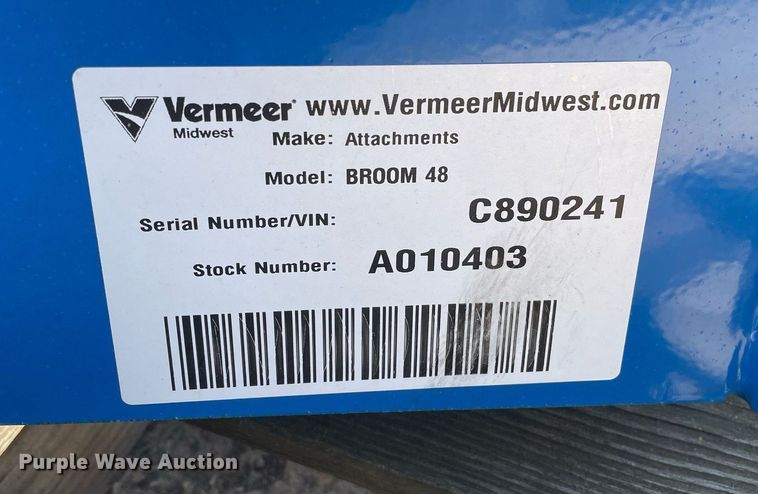 Vermeer® www.VermeerMidwest.com
Midwest
Make: Attachments
Model: BROOM 48
Serial Number/VIN: C890241
Stock Number: A010403
Purple Wave Auction